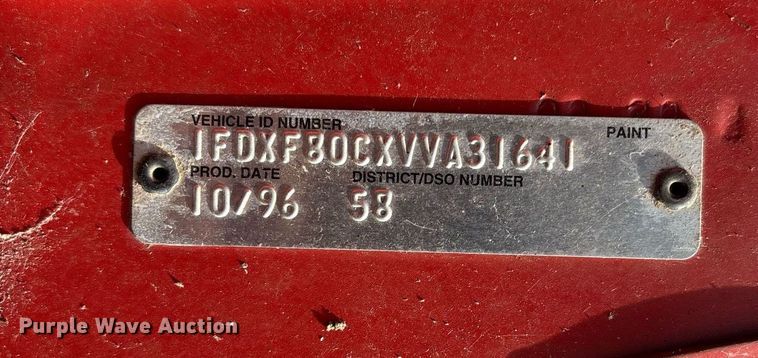 VEHICLE ID NUMBER PAINT
1FDXF80CXVVA31641
PROD. DATE DISTRICT/DSO NUMBER
10/96 58
Purple Wave Auction